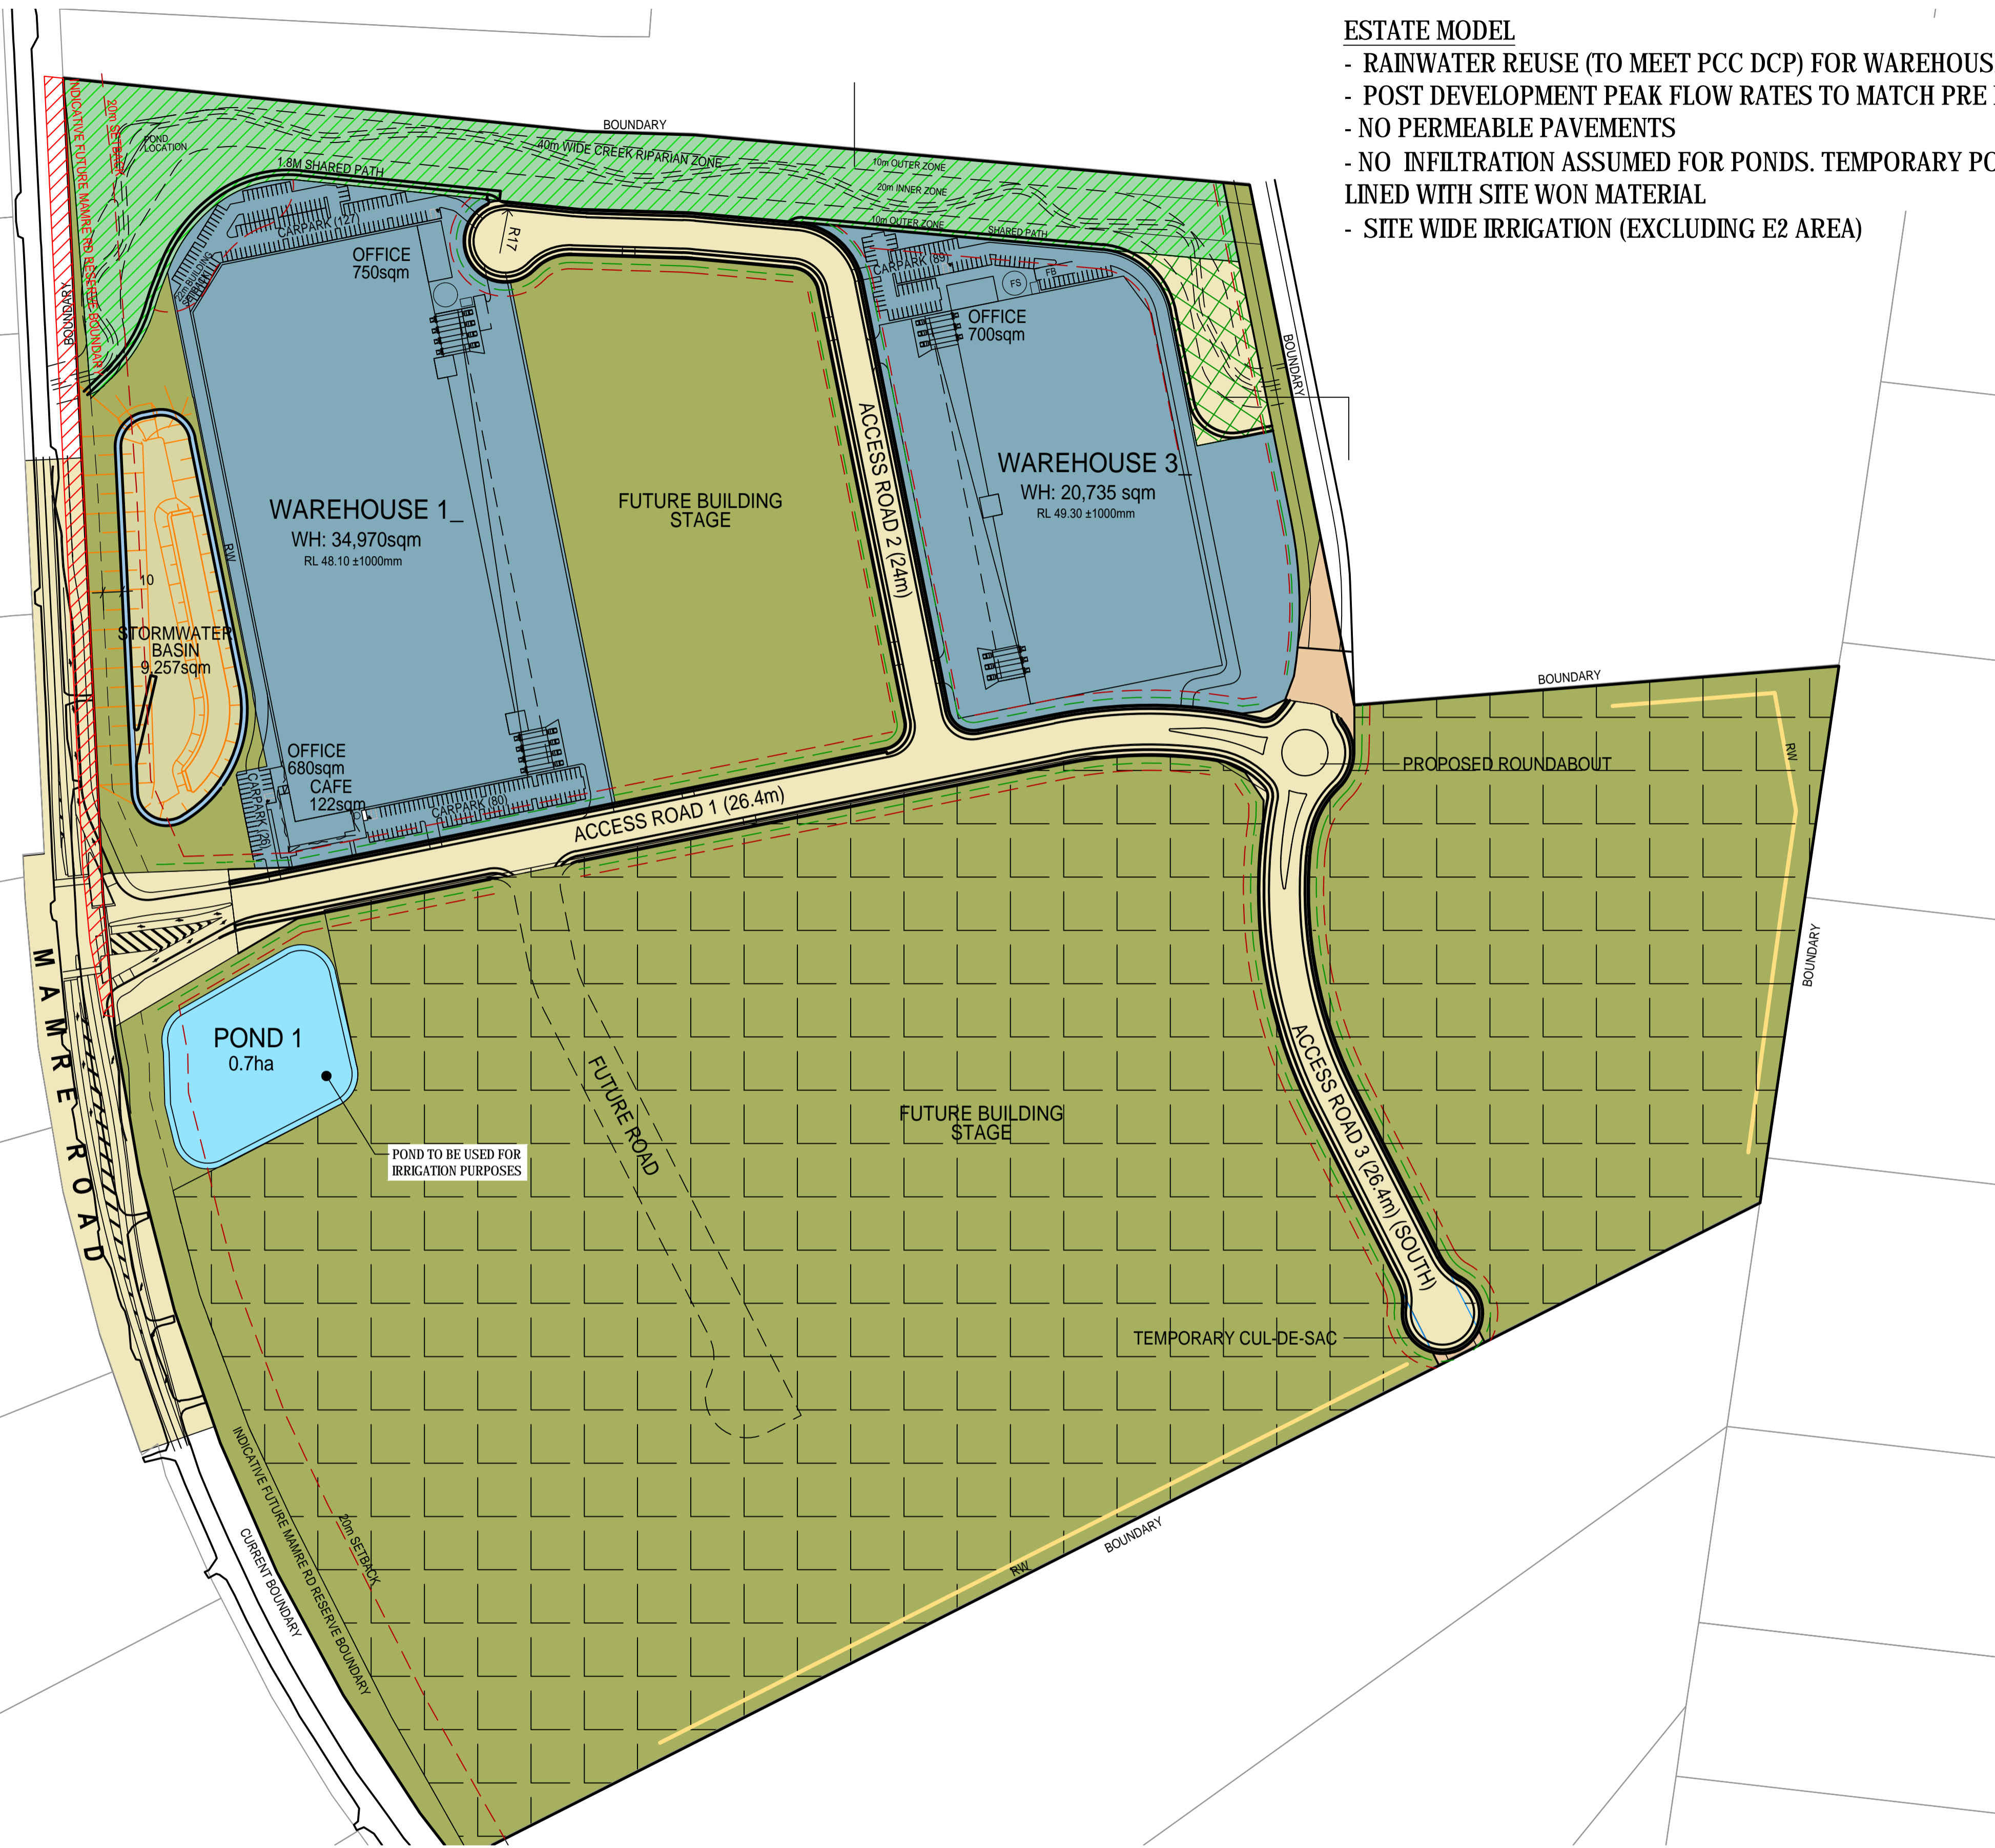 ESTATE MODEL
- RAINWATER REUSE (TO MEET PCC DCP) FOR WAREHOUS
- POST DEVELOPMENT PEAK FLOW RATES TO MATCH PRE
- NO PERMEABLE PAVEMENTS
- NO INFILTRATION ASSUMED FOR PONDS. TEMPORARY PO
LINED WITH SITE WON MATERIAL
- SITE WIDE IRRIGATION (EXCLUDING E2 AREA)
BOUNDARY
INDICATIVE FUTURE MAMRE RD RESERVE BOUNDARY
20m SETBACK
POND
LOCATION
1.8M SHARED PATH
40m WIDE CREEK RIPARIAN ZONE
10m OUTER ZONE
20m INNER ZONE
10m OUTER ZONE
SHARED PATH
BOUNDARY
CARPARK (127)
22m BUILDING
SETBACK
OFFICE
750sqm
R17
CARPARK (89)
FS
FB
OFFICE
700sqm
BOUNDARY
WAREHOUSE 1_
WH: 34,970sqm
RL 48.10 ±1000mm
RW
FUTURE BUILDING
STAGE
ACCESS ROAD 2 (24m)
WAREHOUSE 3_
WH: 20,735 sqm
RL 49.30 ±1000mm
10
STORMWATER
BASIN
9,257sqm
OFFICE
680sqm
CAFE
122sqm
CARPARK (26)
CARPARK (80)
ACCESS ROAD 1 (26.4m)
BOUNDARY
PROPOSED ROUNDABOUT
RW
BOUNDARY
MAMRE ROAD
POND 1
0.7ha
POND TO BE USED FOR
IRRIGATION PURPOSES
FUTURE ROAD
FUTURE BUILDING
STAGE
ACCESS ROAD 3 (26.4m) (SOUTH)
TEMPORARY CUL-DE-SAC
INDICATIVE FUTURE MAMRE RD RESERVE BOUNDARY
20m SETBACK
CURRENT BOUNDARY
RW
BOUNDARY